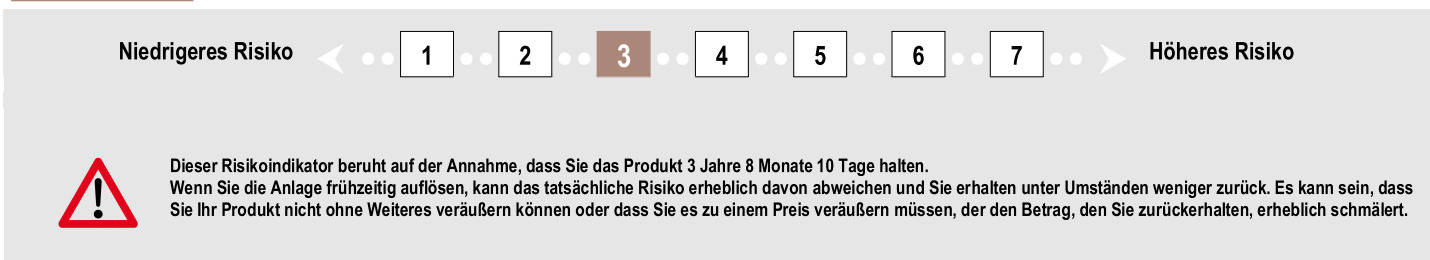 Niedrigeres Risiko 1 2 3 4 5 6 7 Höheres Risiko
Dieser Risikoindikator beruht auf der Annahme, dass Sie das Produkt 3 Jahre 8 Monate 10 Tage halten.
Wenn Sie die Anlage frühzeitig auflösen, kann das tatsächliche Risiko erheblich davon abweichen und Sie erhalten unter Umständen weniger zurück. Es kann sein, dass
Sie Ihr Produkt nicht ohne Weiteres veräußern können oder dass Sie es zu einem Preis veräußern müssen, der den Betrag, den Sie zurückerhalten, erheblich schmälert.